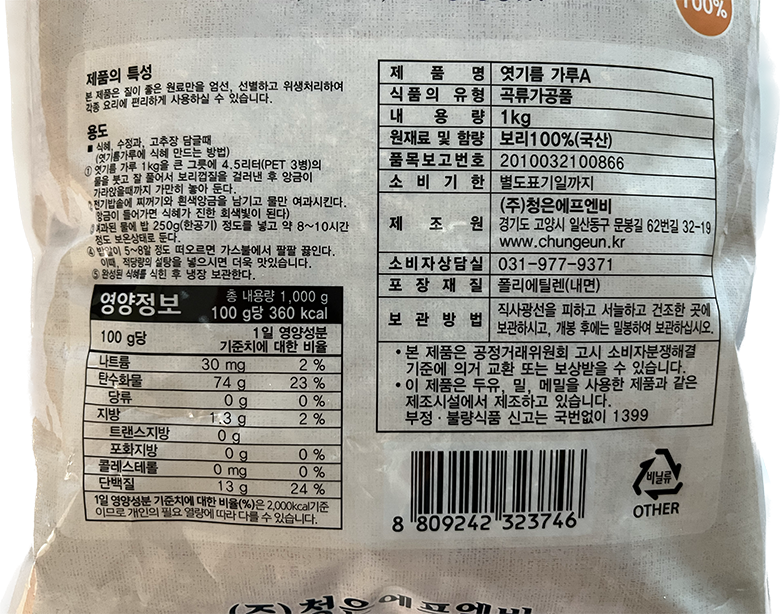 100%
제품의 특성
본 제품은 질이 좋은 원료만을 엄선, 선별하고 위생처리하여
각종 요리에 편리하게 사용하실 수 있습니다.
용도
■ 식혜, 수정과, 고추장 담글때
(엿기름가루에 식혜 만드는 방법)
① 엿기름 가루 1kg을 큰 그릇에 4.5리터(PET 3병)의
물을 붓고 잘 풀어서 보리껍질을 걸러낸 후 앙금이
가라앉을때까지 가만히 놓아 둔다.
전기밥솥에 찌꺼기와 흰색앙금을 남기고 물만 여과시킨다.
앙금이 들어가면 식혜가 진한 회색빛이 된다)
여과된 물에 밥 250g(한공기) 정도를 넣고 약 8~10시간
정도 보온상태로 둔다.
④ 밥알이 5~8알 정도 떠오르면 가스불에서 팔팔 끓인다.
이때, 적당량의 설탕을 넣으시면 더욱 맛있습니다.
⑤ 완성된 식혜를 식힌 후 냉장 보관한다.
영양정보
총 내용량 1,000 g
100 g당 360 kcal
100 g당 1일 영양성분
기준치에 대한 비율
나트륨 30 mg 2 %
탄수화물 74 g 23 %
당류 0 g 0 %
지방 1.3 g 2 %
트랜스지방 0 g
포화지방 0 g 0 %
콜레스테롤 0 mg 0 %
단백질 13 g 24 %
1일 영양성분 기준치에 대한 비율(%)은 2,000kcal기준
이므로 개인의 필요 열량에 따라 다를 수 있습니다.
제품명 엿기름 가루A
식품의 유형 곡류가공품
내용량 1kg
원재료 및 함량 보리100%(국산)
품목보고번호 20100321008​66
소비기한 별도표기일까지
제조원 (주)청은에프엔비
경기도 고양시 일산동구 문봉길 62번길 32-19
www.chungeun.kr
소비자상담실 031-977-9371
포장재질 폴리에틸렌(내면)
보관방법 직사광선을 피하고 서늘하고 건조한 곳에
보관하시고, 개봉 후에는 밀봉하여 보관하십시오.
• 본 제품은 공정거래위원회 고시 소비자분쟁해결
기준에 의거 교환 또는 보상받을 수 있습니다.
• 이 제품은 두유, 밀, 메밀을 사용한 제품과 같은
제조시설에서 제조하고 있습니다.
부정 · 불량식품 신고는 국번없이 1399
8 809242 323746
비닐류
OTHER
(주)청은에프엔비